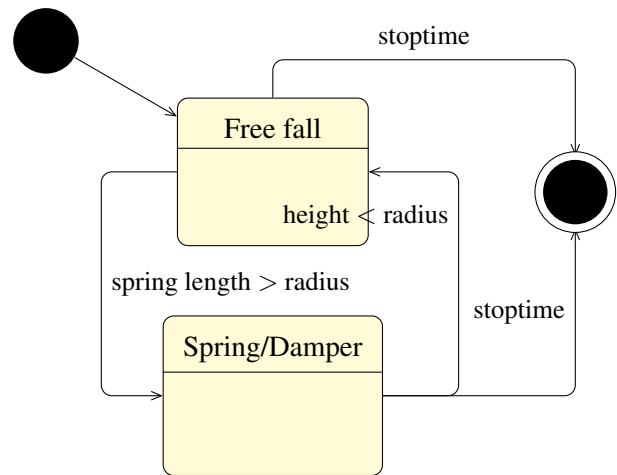 stoptime
Free fall
height < radius
spring length > radius
stoptime
Spring/Damper